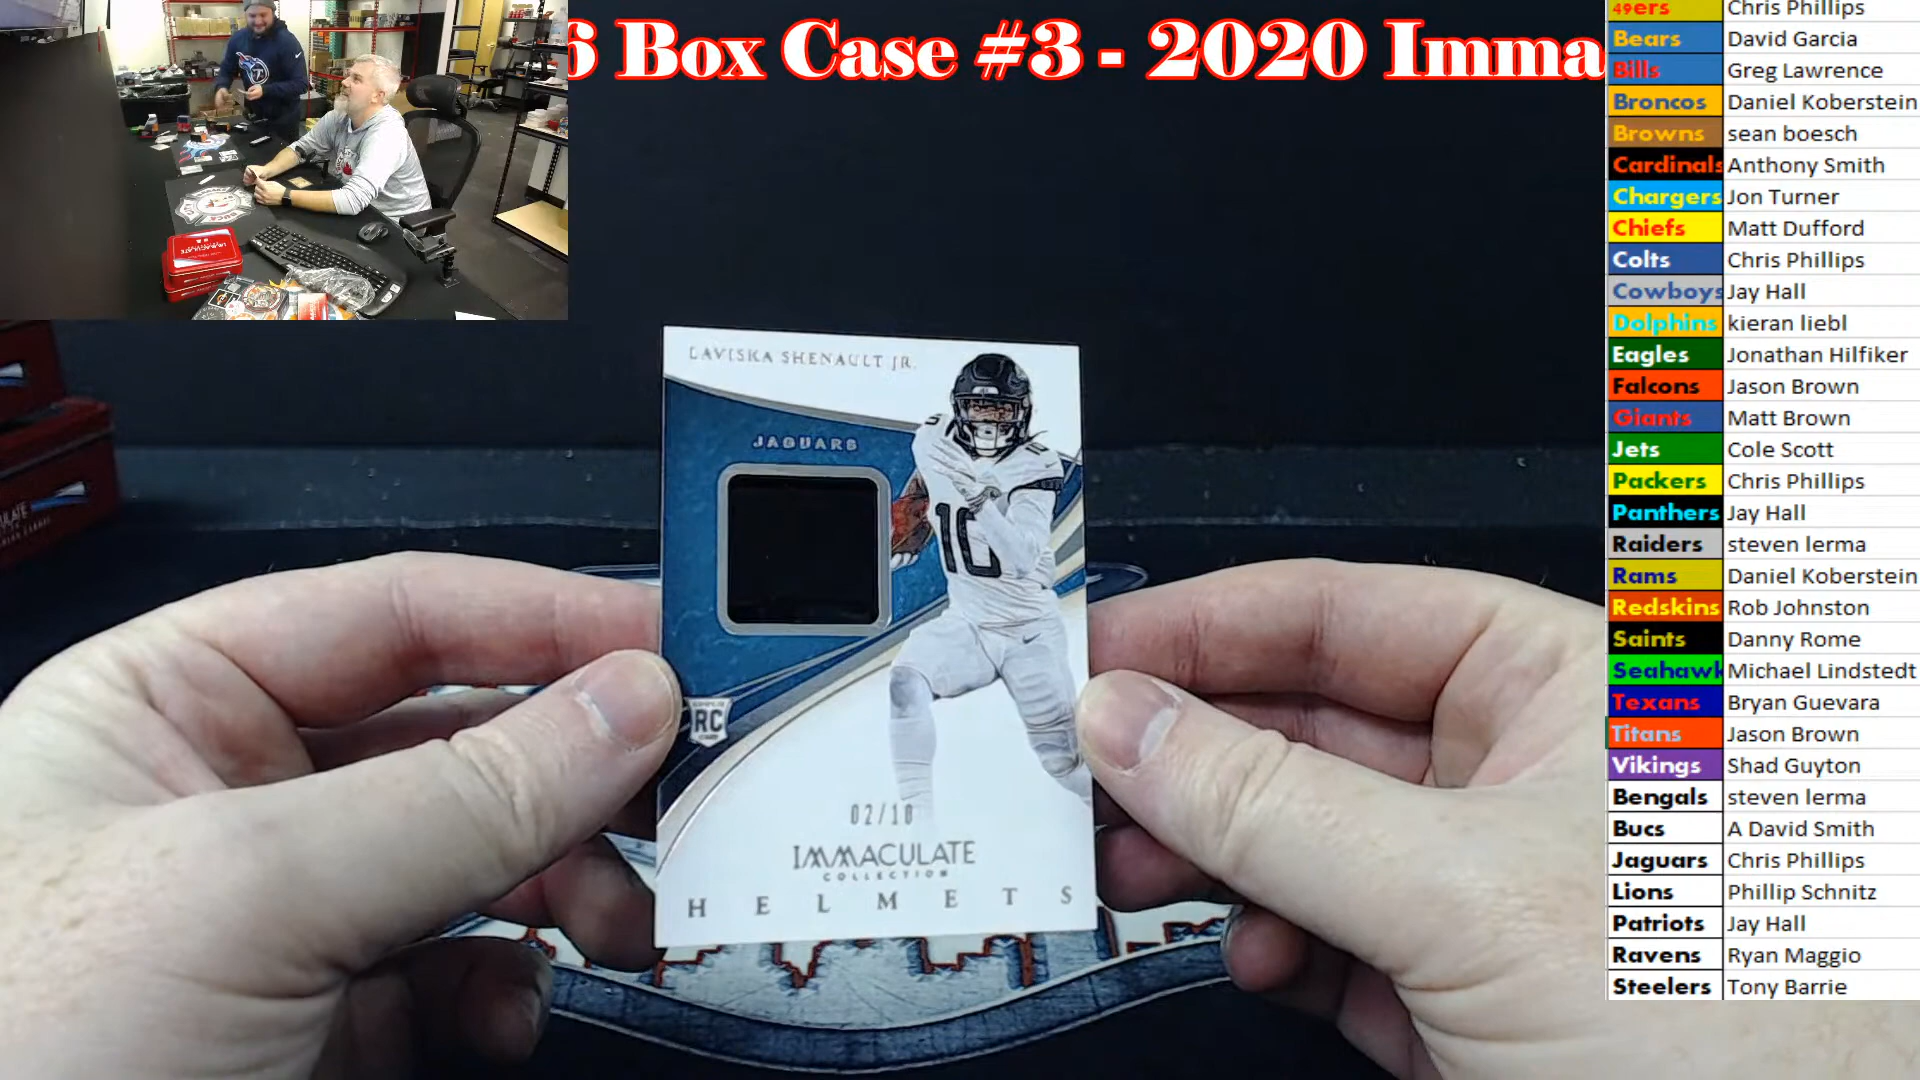 6 Box Case #3 - 2020 Imma
49ers Chris Phillips
Bears David Garcia
Bills Greg Lawrence
Broncos Daniel Koberstein
Browns sean boesch
Cardinals Anthony Smith
Chargers Jon Turner
Chiefs Matt Dufford
Colts Chris Phillips
Cowboys Jay Hall
Dolphins kieran liebl
Eagles Jonathan Hilfiker
Falcons Jason Brown
Giants Matt Brown
Jets Cole Scott
Packers Chris Phillips
Panthers Jay Hall
Raiders steven lerma
Rams Daniel Koberstein
Redskins Rob Johnston
Saints Danny Rome
Seahawk Michael Lindstedt
Texans Bryan Guevara
Titans Jason Brown
Vikings Shad Guyton
Bengals steven lerma
Bucs A David Smith
Jaguars Chris Phillips
Lions Phillip Schnitz
Patriots Jay Hall
Ravens Ryan Maggio
Steelers Tony Barrie
LAVISKA SHENAULT JR.
JAGUARS
10
RC
02/10
IMMACULATE
COLLECTION
HELMETS